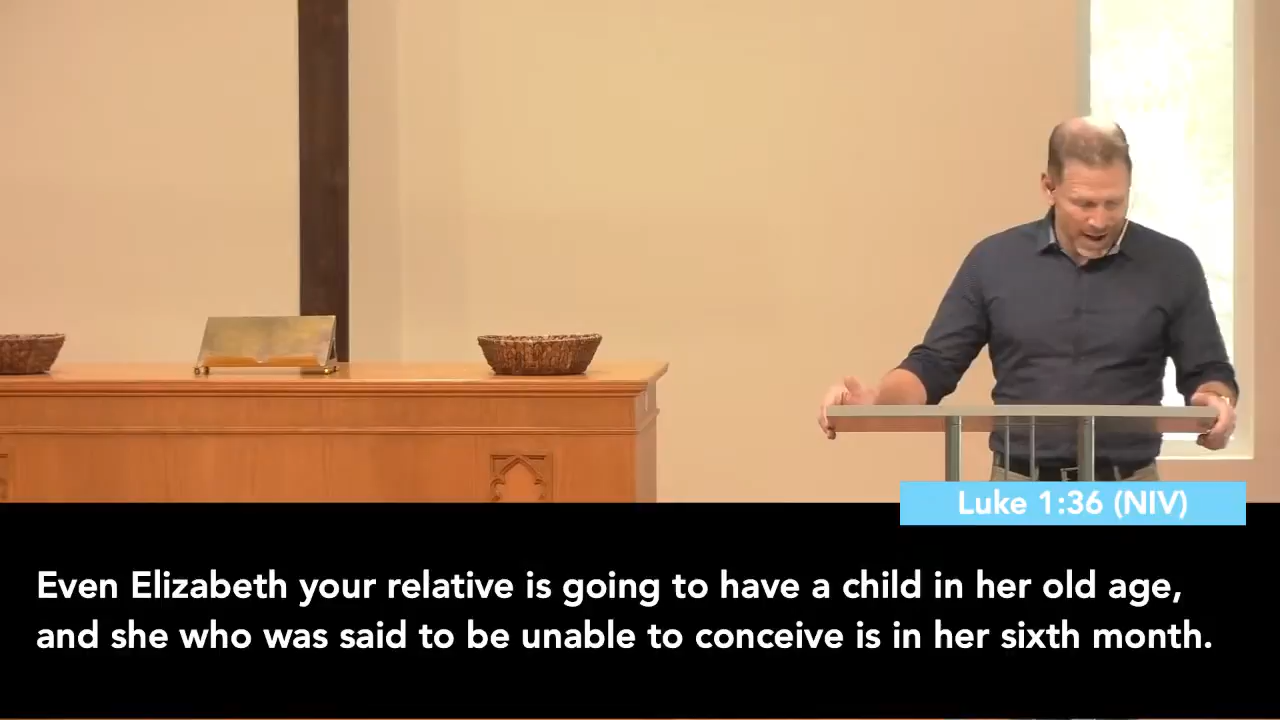 Luke 1:36 (NIV)
Even Elizabeth your relative is going to have a child in her old age,
and she who was said to be unable to conceive is in her sixth month.